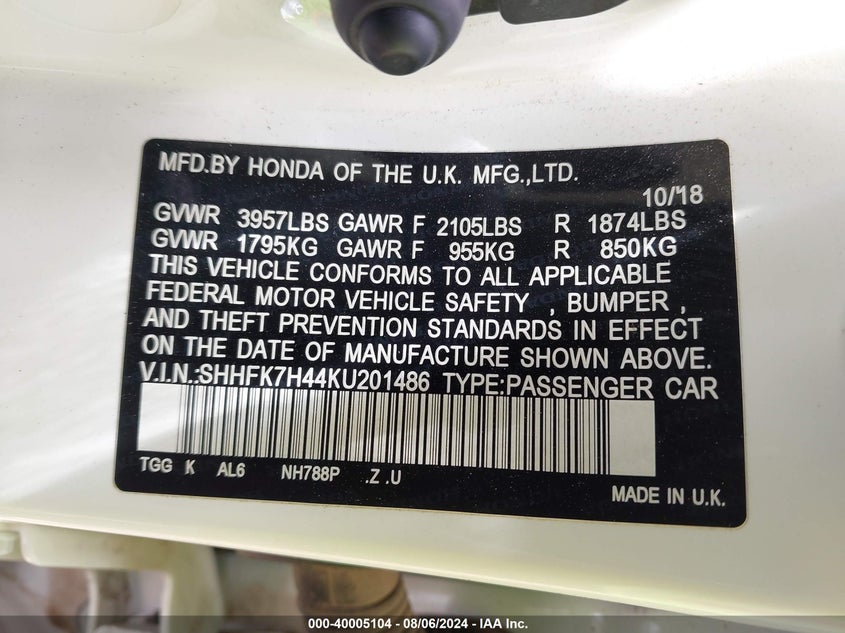 MFD.BY HONDA OF THE U.K. MFG.,LTD.
10/'18
GVWR 3957LBS GAWR F 2105LBS R 1874LBS
GVWR 1795KG GAWR F 955KG R 850KG
THIS VEHICLE CONFORMS TO ALL APPLICABLE
FEDERAL MOTOR VEHICLE SAFETY , BUMPER ,
AND THEFT PREVENTION STANDARDS IN EFFECT
ON THE DATE OF MANUFACTURE SHOWN ABOVE.
V.I.N.:SHHFK7H44KU201486 TYPE:PASSENGER CAR
TGG K AL6 NH788P .Z .U
MADE IN U.K.
000-40005104 - 08/06/2024 - IAA Inc.